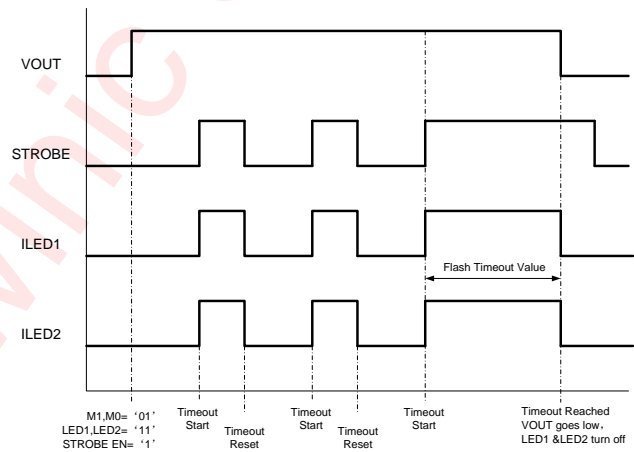 VOUT
STROBE
ILED1
Flash Timeout Value
ILED2
M1,M0= ‘01’
LED1,LED2= ‘11’
STROBE EN= ‘1’
Timeout
Start
Timeout
Reset
Timeout
Start
Timeout
Reset
Timeout
Start
Timeout Reached
VOUT goes low,
LED1 &LED2 turn off